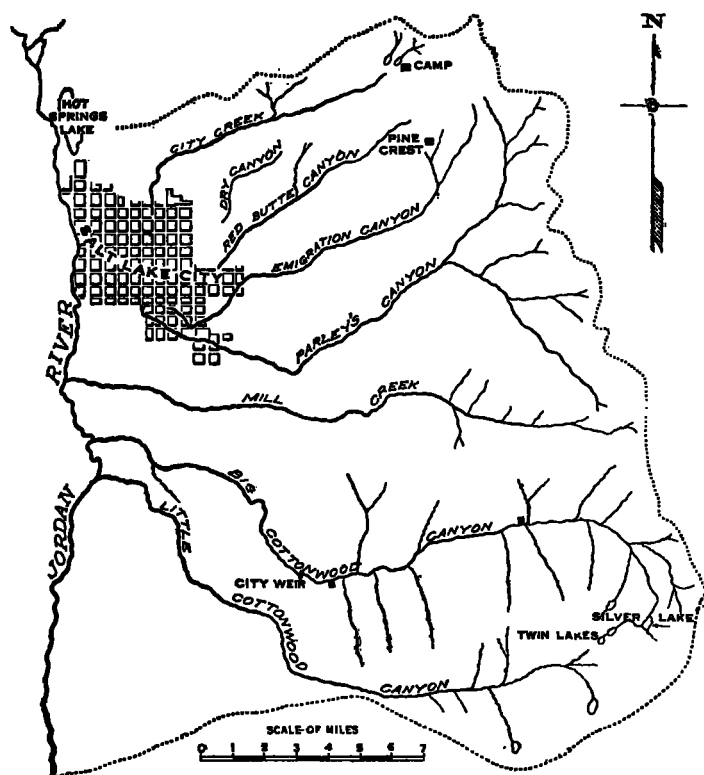 N
CAMP
HOT
SPRINGS
LAKE
CITY CREEK
PINE
CREST
DRY CANYON
RED BUTTE CANYON
SALT LAKE CITY
EMIGRATION CANYON
PARLEY'S CANYON
JORDAN RIVER
MILL CREEK
BIG COTTONWOOD CANYON
LITTLE COTTONWOOD CANYON
CITY WEIR
SILVER LAKE
TWIN LAKES
SCALE-OF MILES
0 1 2 3 4 5 6 7